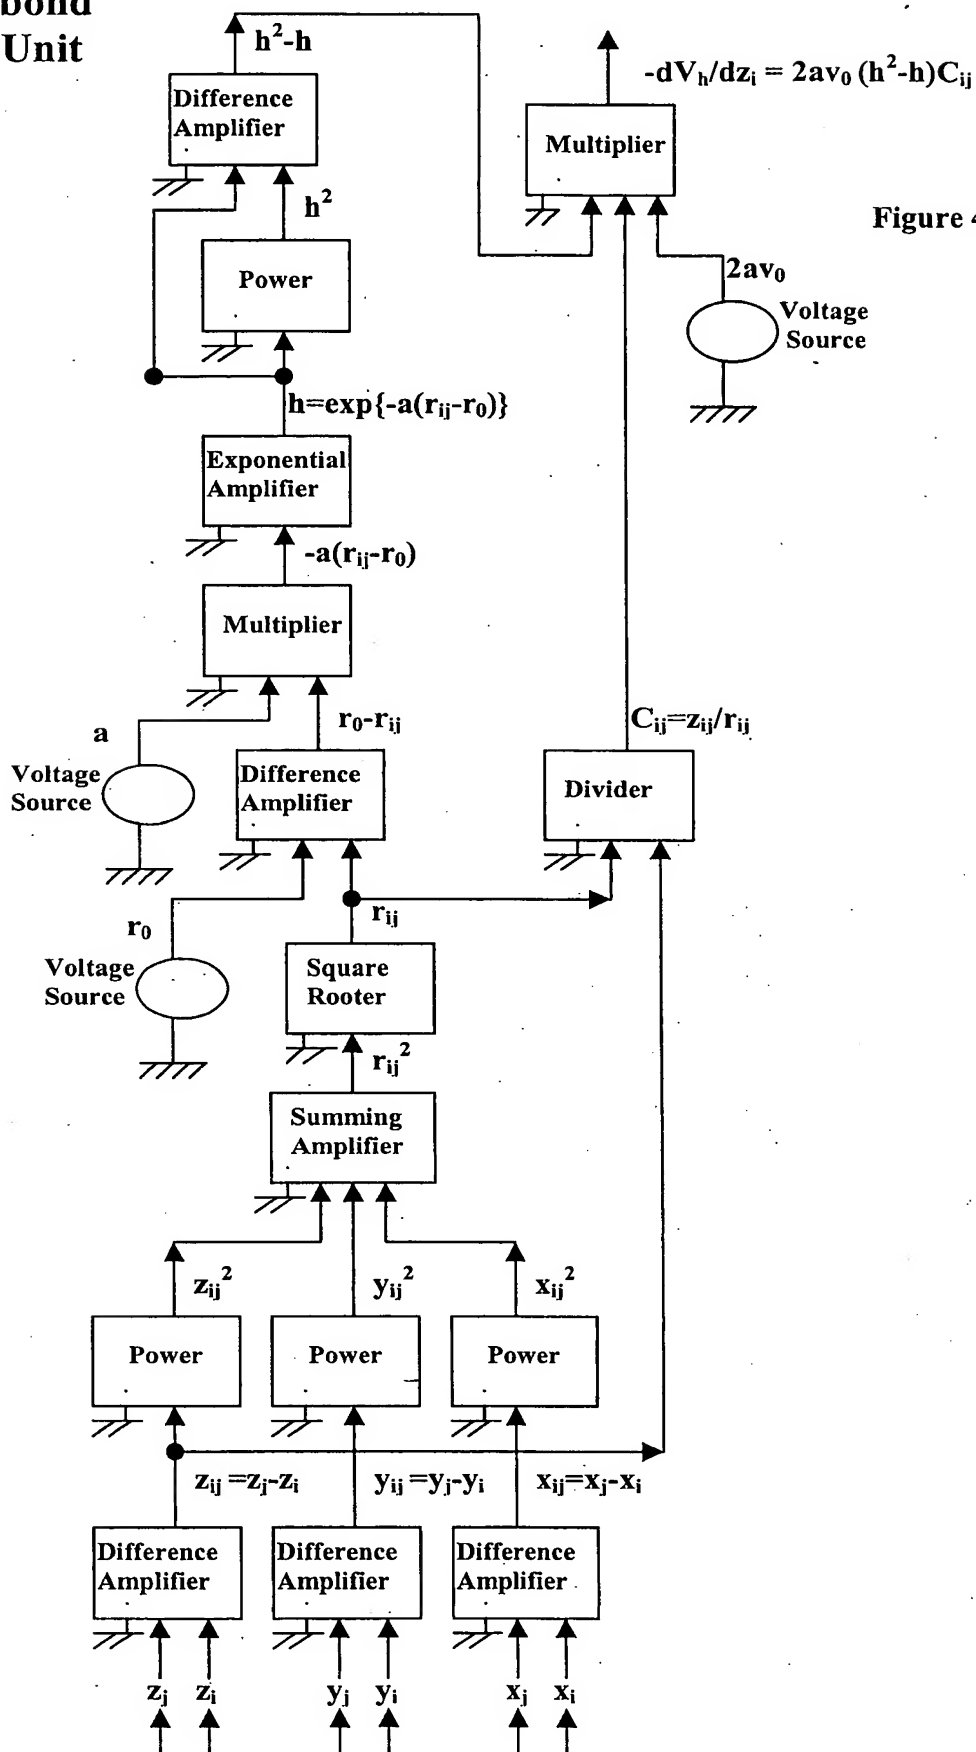 bond
Unit
h²-h
-dVₕ/dzᵢ = 2av₀ (h²-h)Cᵢⱼ
Difference
Amplifier
Multiplier
h²
Figure 4
Power
2av₀
Voltage
Source
h=exp{-a(rᵢⱼ-r₀)}
Exponential
Amplifier
-a(rᵢⱼ-r₀)
Multiplier
r₀-rᵢⱼ
Cᵢⱼ=zᵢⱼ/rᵢⱼ
a
Voltage
Source
Difference
Amplifier
Divider
rᵢⱼ
r₀
Voltage
Source
Square
Rooter
rᵢⱼ²
Summing
Amplifier
zᵢⱼ²
yᵢⱼ²
xᵢⱼ²
Power
Power
Power
zᵢⱼ =zⱼ-zᵢ
yᵢⱼ =yⱼ-yᵢ
xᵢⱼ=xⱼ-xᵢ
Difference
Amplifier
Difference
Amplifier
Difference
Amplifier
zⱼ zᵢ
yⱼ yᵢ
xⱼ xᵢ